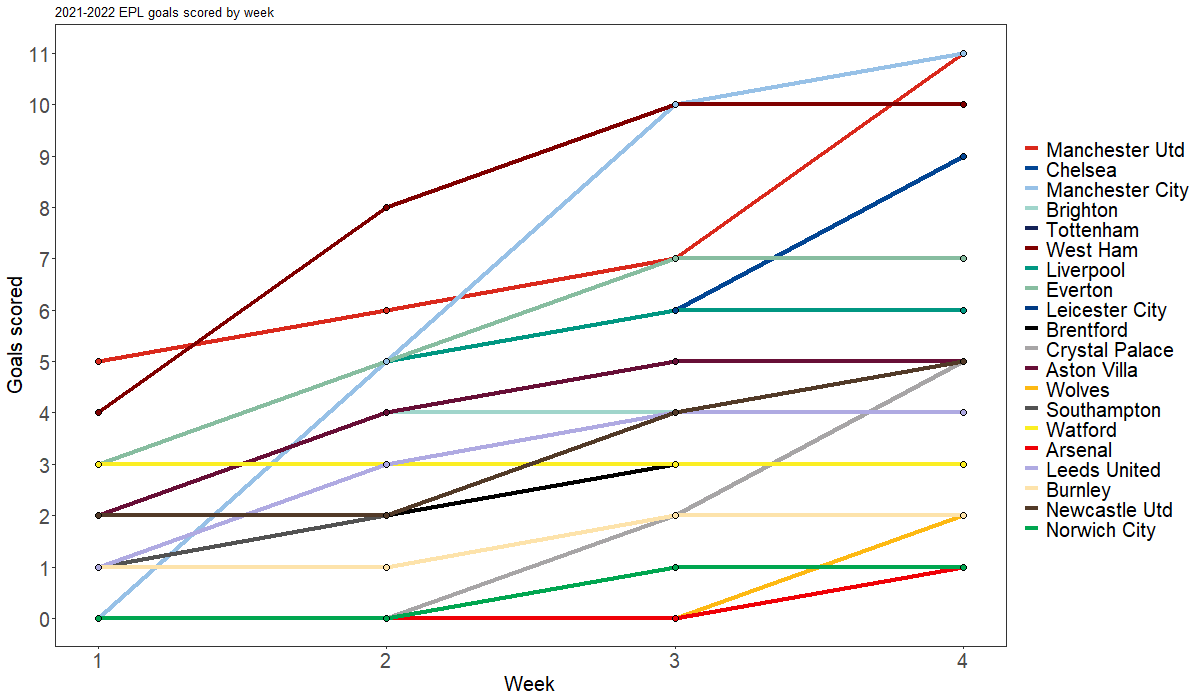 2021-2022 EPL goals scored by week
11
10
9
8
7
6
5
4
3
2
1
0
Goals scored
1 2 3 4
Week
Manchester Utd
Chelsea
Manchester City
Brighton
Tottenham
West Ham
Liverpool
Everton
Leicester City
Brentford
Crystal Palace
Aston Villa
Wolves
Southampton
Watford
Arsenal
Leeds United
Burnley
Newcastle Utd
Norwich City